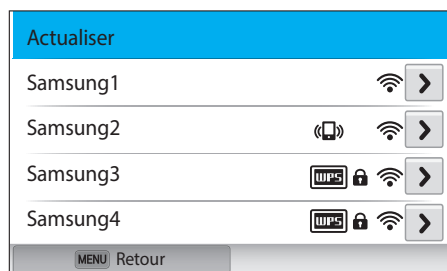 Actualiser
Samsung1
Samsung2
Samsung3 WPS
Samsung4 WPS
MENU Retour